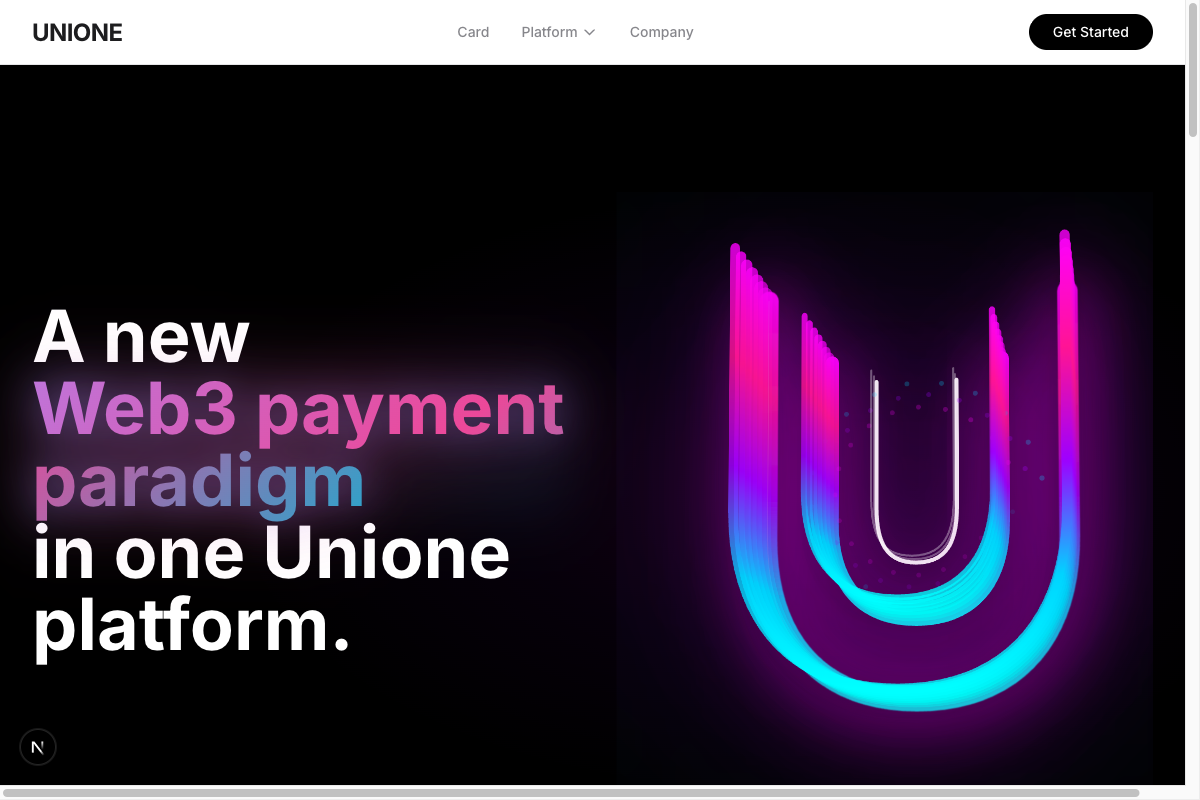 UNIONE
Card
Platform
Company
Get Started
A new
Web3 payment
paradigm
in one Unione
platform.
N